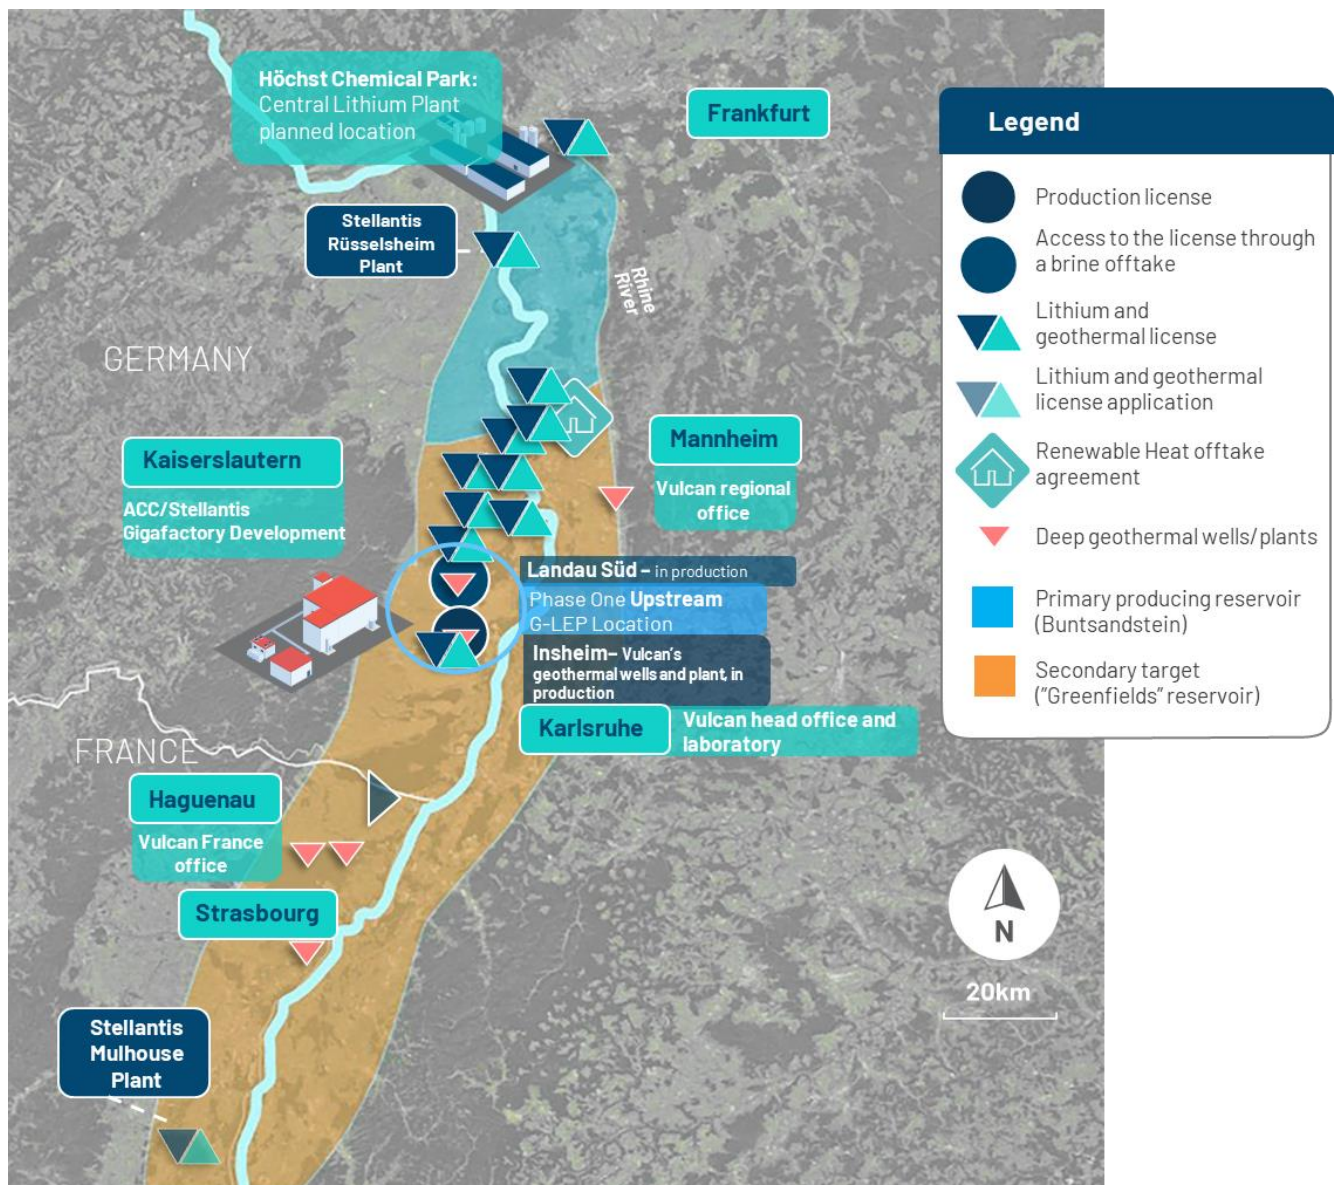 Höchst Chemical Park:
Central Lithium Plant
planned location
Frankfurt
Stellantis
Rüsselsheim
Plant
Rhine
River
GERMANY
Kaiserslautern
ACC/Stellantis
Gigafactory Development
Mannheim
Vulcan regional
office
Landau Süd – in production
Phase One Upstream
G-LEP Location
Insheim– Vulcan's
geothermal wells and plant, in
production
Karlsruhe
Vulcan head office and
laboratory
FRANCE
Haguenau
Vulcan France
office
Strasbourg
Stellantis
Mulhouse
Plant
Legend
Production license
Access to the license through
a brine offtake
Lithium and
geothermal license
Lithium and geothermal
license application
Renewable Heat offtake
agreement
Deep geothermal wells/plants
Primary producing reservoir
(Buntsandstein)
Secondary target
("Greenfields" reservoir)
N
20km